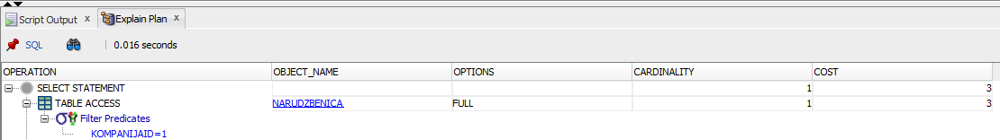 Script Output x Explain Plan x
SQL 0.016 seconds
OPERATION OBJECT_NAME OPTIONS CARDINALITY COST
SELECT STATEMENT 1 3
TABLE ACCESS NARUDZBENICA FULL 1 3
Filter Predicates
KOMPANIJAID=1